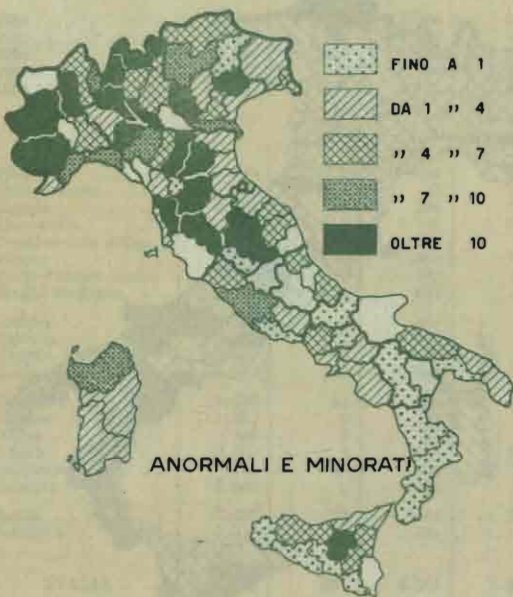 FINO A 1
DA 1 ,, 4
,, 4 ,, 7
,, 7 ,, 10
OLTRE 10
ANORMALI E MINORATI